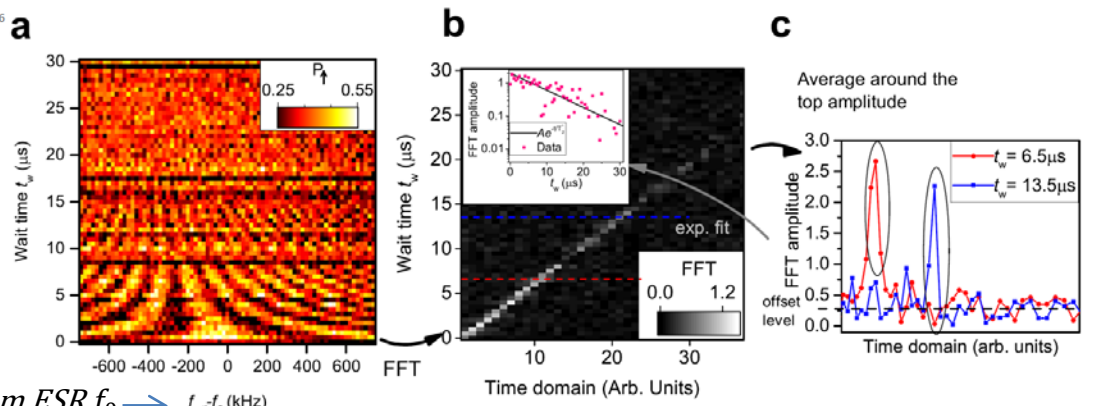 6
a
b
c
30
25
20
15
10
5
0
Wait time t_w (μs)
P↑
0.25 0.55
-600 -400 -200 0 200 400 600
FFT
m ESR f
(kHz)
30
25
20
15
10
5
0
Wait time t_w (μs)
FFT amplitude
1
0.1
0.01
Data
0 10 20 30
t_w (μs)
exp. fit
FFT
0.0 1.2
10 20 30
Time domain (Arb. Units)
Average around the
top amplitude
3.0
2.5
2.0
1.5
1.0
0.5
0.0
FFT amplitude
offset
level
t_w = 6.5μs
t_w = 13.5μs
Time domain (arb. units)